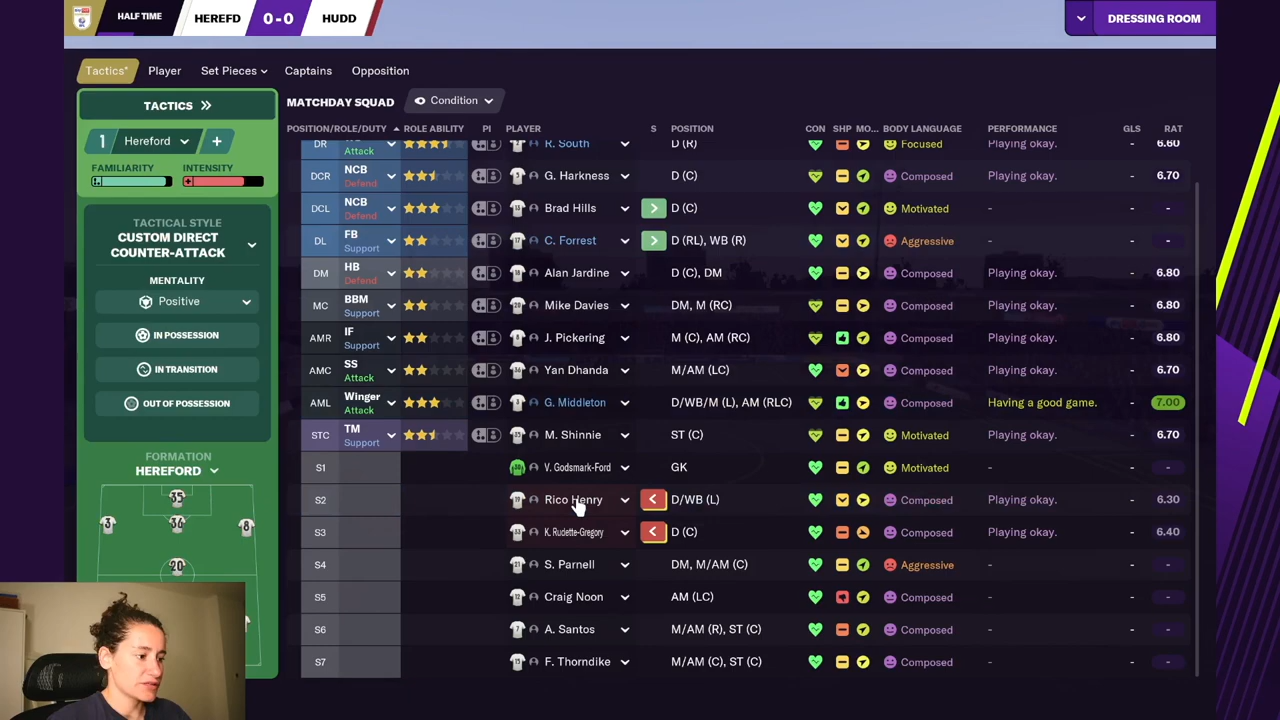 HALF TIME HEREFD 0-0 HUDD DRESSING ROOM
Tactics* Player Set Pieces Captains Opposition
TACTICS
1 Hereford +
FAMILIARITY INTENSITY
TACTICAL STYLE
CUSTOM DIRECT
COUNTER-ATTACK
MENTALITY
Positive
IN POSSESSION
IN TRANSITION
OUT OF POSSESSION
FORMATION
HEREFORD
35
3 36 8
20
MATCHDAY SQUAD Condition
POSITION/ROLE/DUTY ROLE ABILITY PI PLAYER S POSITION CON SHP MO... BODY LANGUAGE PERFORMANCE GLS RAT
DR Attack R. South D (R) Focused Playing okay. - 6.60
DCR NCB Defend G. Harkness D (C) Composed Playing okay. - 6.70
DCL NCB Defend Brad Hills D (C) Motivated - - -
DL FB Support C. Forrest D (RL), WB (R) Aggressive - - -
DM HB Defend Alan Jardine D (C), DM Composed Playing okay. - 6.80
MC BBM Support Mike Davies DM, M (RC) Composed Playing okay. - 6.80
AMR IF Support J. Pickering M (C), AM (RC) Composed Playing okay. - 6.80
AMC SS Attack Yan Dhanda M/AM (LC) Composed Playing okay. - 6.70
AML Winger Attack G. Middleton D/WB/M (L), AM (RLC) Composed Having a good game. - 7.00
STC TM Support M. Shinnie ST (C) Motivated Playing okay. - 6.70
S1 V. Godsmark-Ford GK Motivated - - -
S2 Rico Henry D/WB (L) Composed Playing okay. - 6.30
S3 K. Rudette-Gregory D (C) Composed Playing okay. - 6.40
S4 S. Parnell DM, M/AM (C) Aggressive - - -
S5 Craig Noon AM (LC) Composed - - -
S6 A. Santos M/AM (R), ST (C) Composed - - -
S7 F. Thorndike M/AM (C), ST (C) Composed - - -